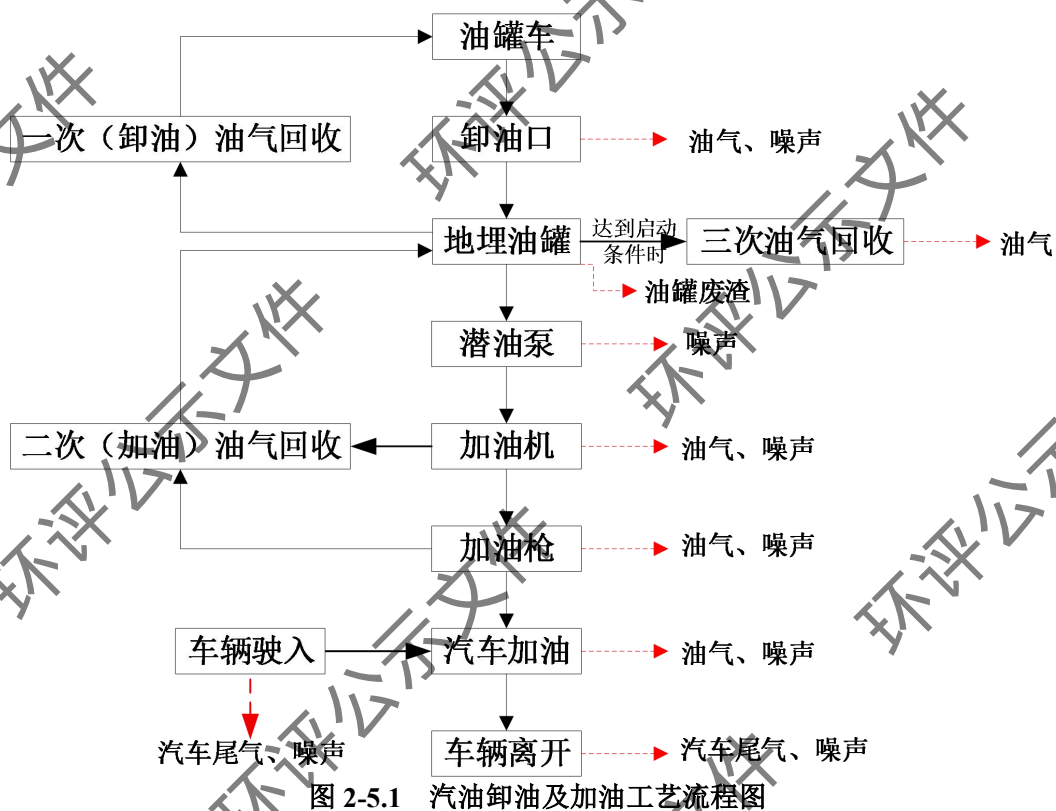 油罐车
一次（卸油）油气回收
卸油口
油气、噪声
地埋油罐
达到启动
条件时
三次油气回收
油气
油罐废渣
潜油泵
噪声
二次（加油）油气回收
加油机
油气、噪声
加油枪
油气、噪声
车辆驶入
汽车加油
油气、噪声
汽车尾气、噪声
车辆离开
汽车尾气、噪声
图 2-5.1 汽油卸油及加油工艺流程图
文件
环评公示
环评公示文件
环评公示文件
环评公示文件
环评公示